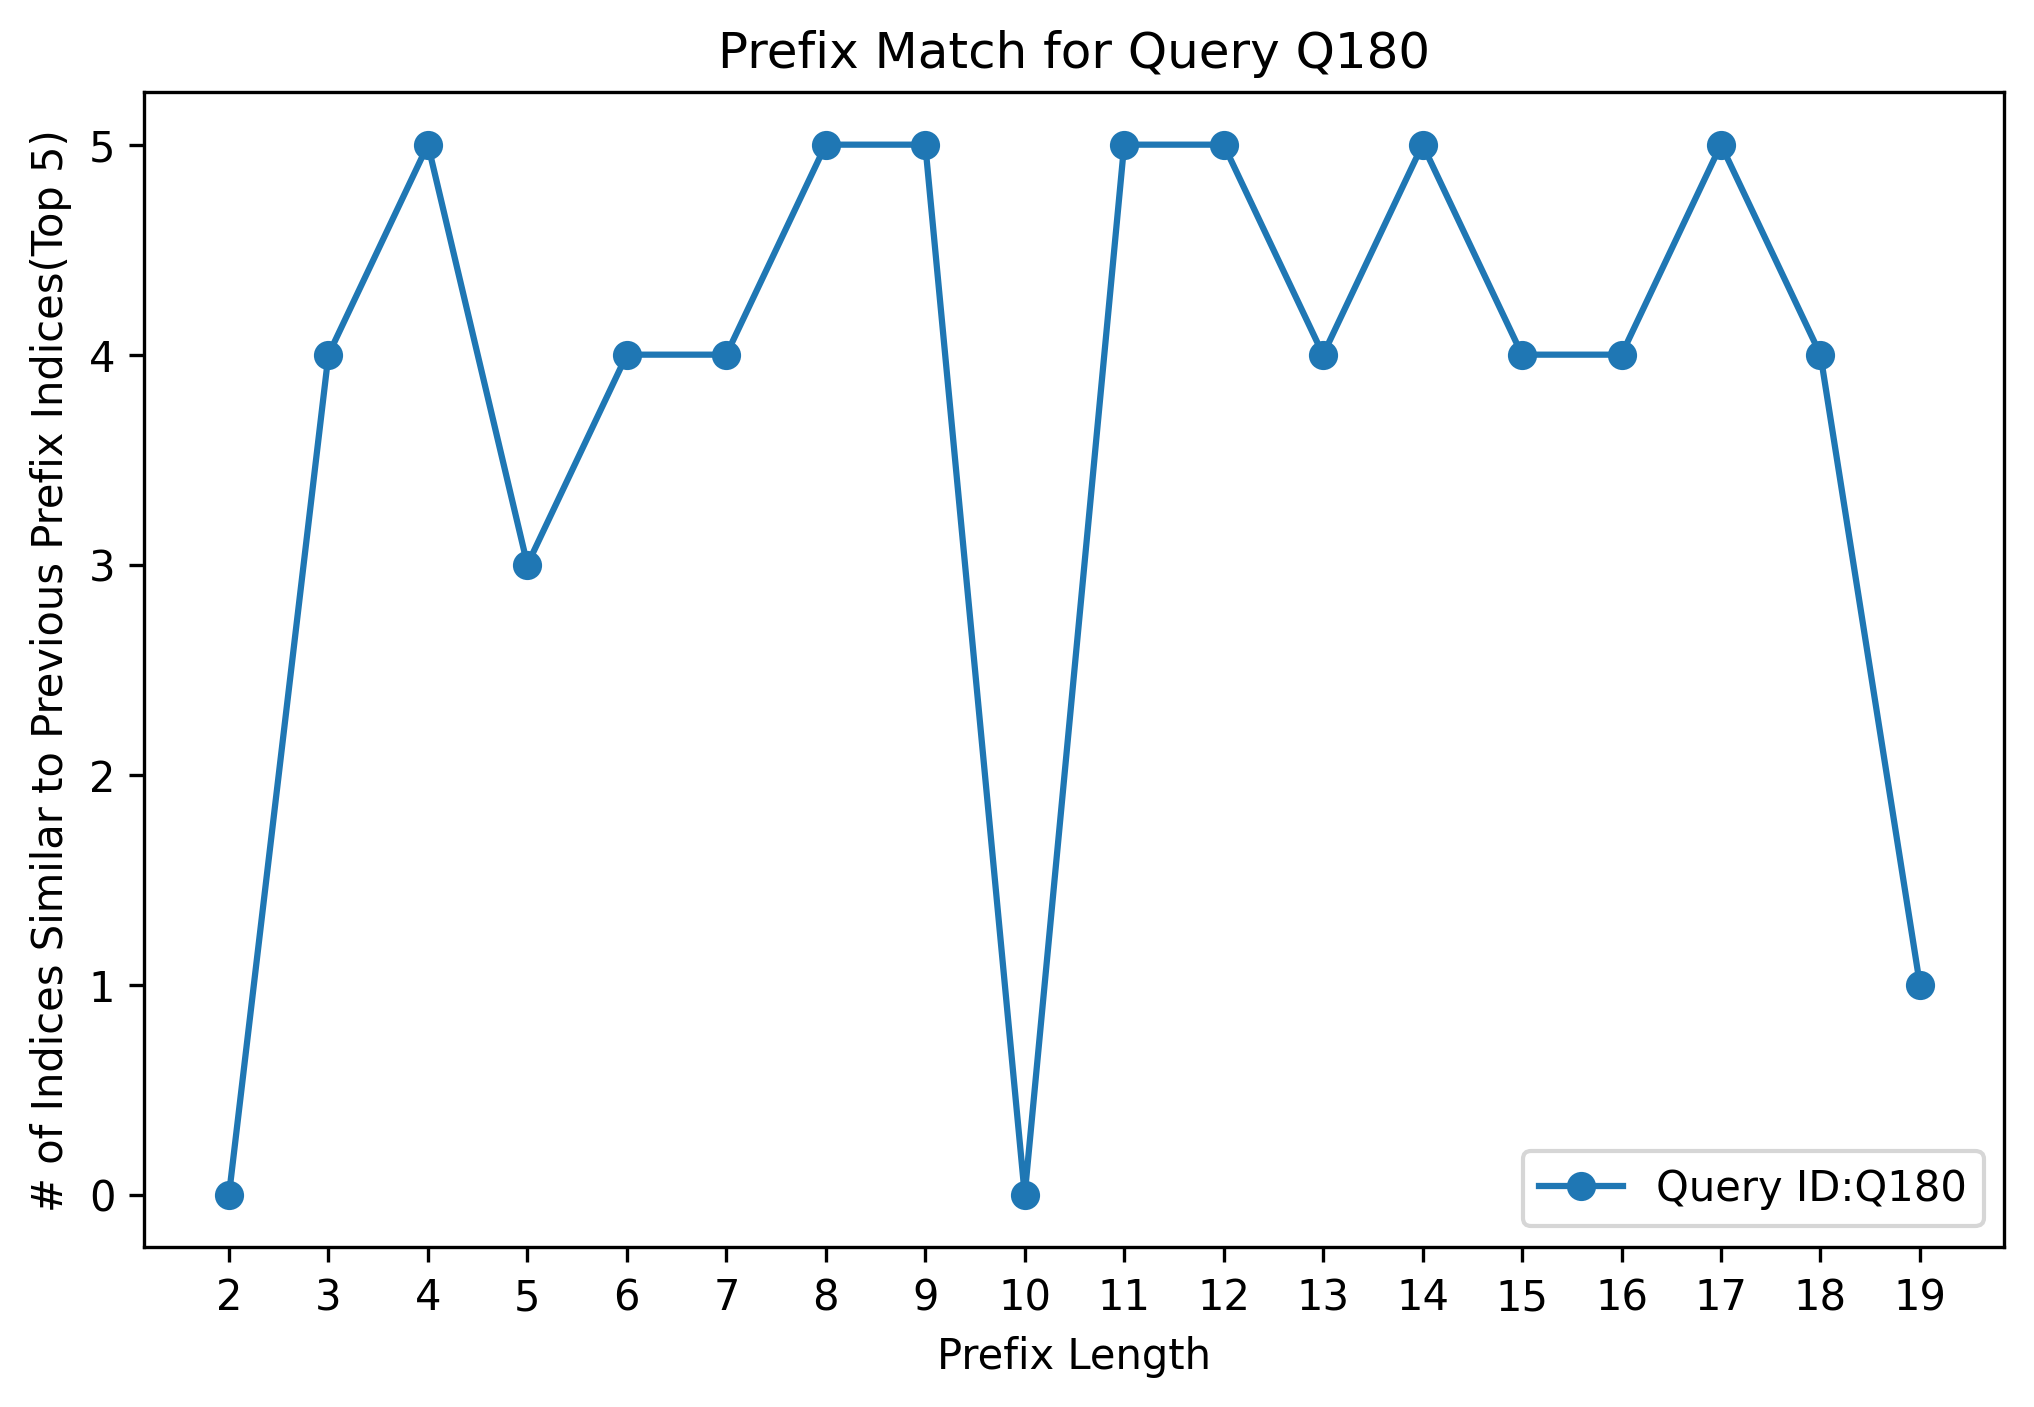 Prefix Match for Query Q180
# of Indices Similar to Previous Prefix Indices(Top 5)
5
4
3
2
1
0
Query ID:Q180
2 3 4 5 6 7 8 9 10 11 12 13 14 15 16 17 18 19
Prefix Length